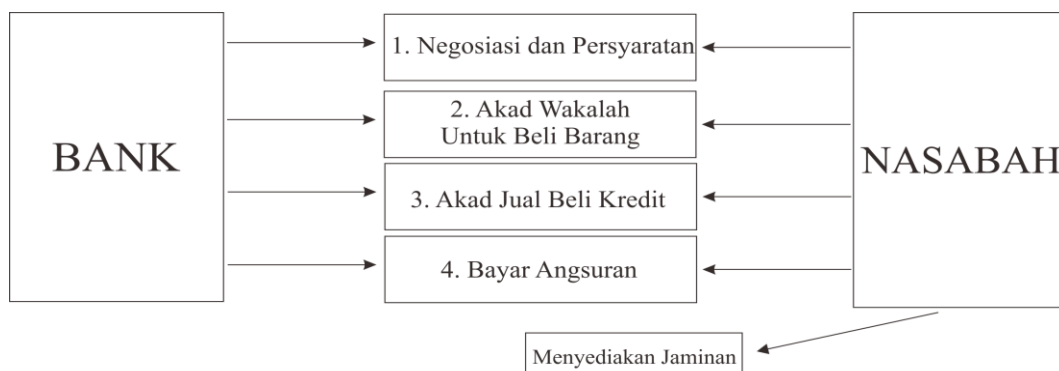 1. Negosiasi dan Persyaratan
2. Akad Wakalah
Untuk Beli Barang
BANK
NASABAH
3. Akad Jual Beli Kredit
4. Bayar Angsuran
Menyediakan Jaminan